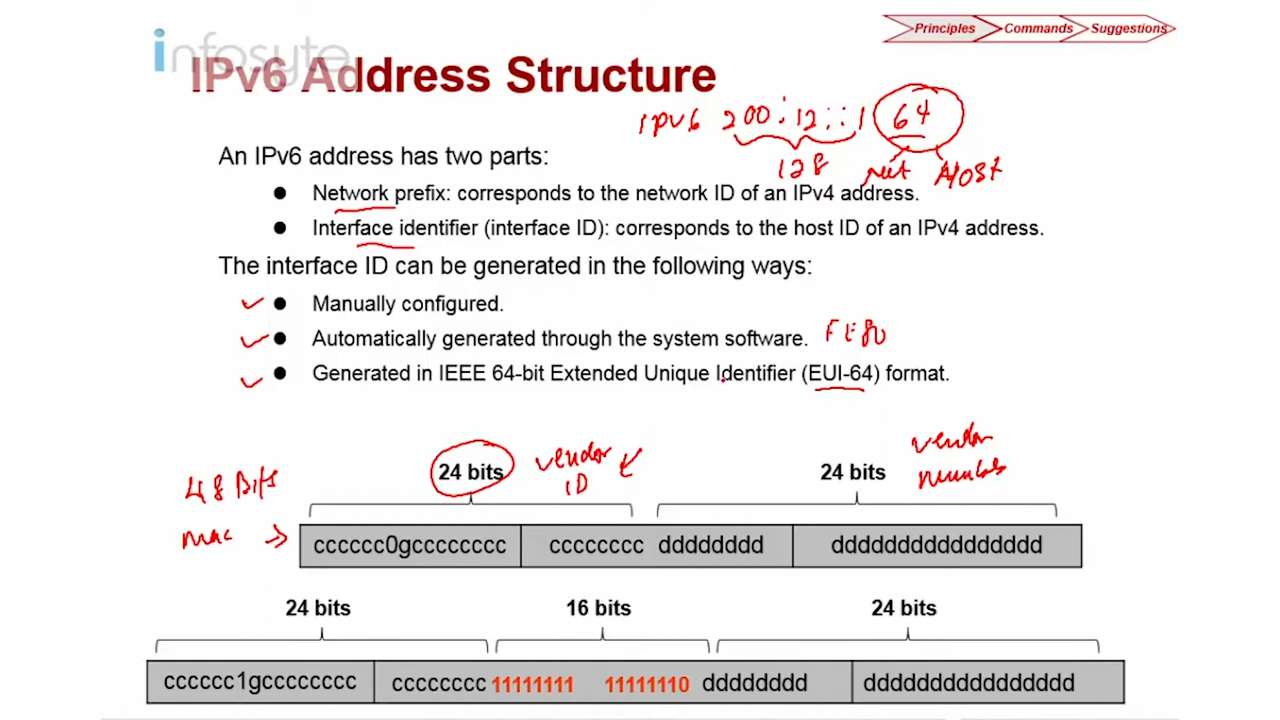 Principles Commands Suggestions
infosyte
IPv6 Address Structure
IPv6 200:12::1 64
128 net HOST
An IPv6 address has two parts:
● Network prefix: corresponds to the network ID of an IPv4 address.
● Interface identifier (interface ID): corresponds to the host ID of an IPv4 address.
The interface ID can be generated in the following ways:
● Manually configured.
● Automatically generated through the system software. FE80
● Generated in IEEE 64-bit Extended Unique Identifier (EUI-64) format.
48 Bits
mac
24 bits
vendor
ID
24 bits
vendor
number
cccccc0gcccccccc cccccccc dddddddd dddddddddddddddd
24 bits 16 bits 24 bits
cccccc1gcccccccc cccccccc 11111111 11111110 dddddddd dddddddddddddddd